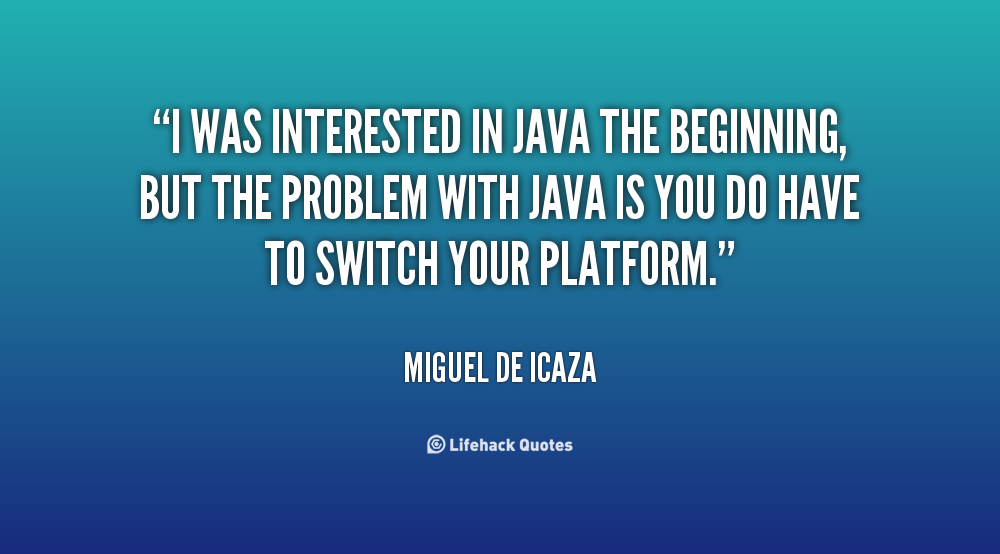 “I WAS INTERESTED IN JAVA THE BEGINNING,
BUT THE PROBLEM WITH JAVA IS YOU DO HAVE
TO SWITCH YOUR PLATFORM.”
MIGUEL DE ICAZA
Lifehack Quotes